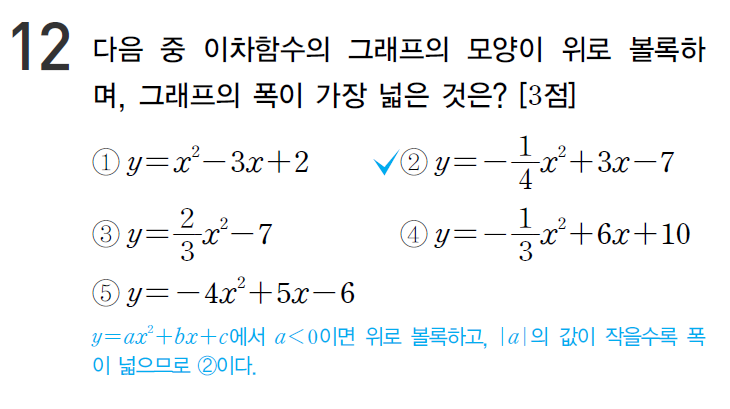 12 다음 중 이차함수의 그래프의 모양이 위로 볼록하
며, 그래프의 폭이 가장 넓은 것은? [3점]
① y=x²-3x+2 ✓② y=-1/4x²+3x-7
③ y=2/3x²-7 ④ y=-1/3x²+6x+10
⑤ y=-4x²+5x-6
y=ax²+bx+c에서 a<0이면 위로 볼록하고, |a|의 값이 작을수록 폭
이 넓으므로 ②이다.